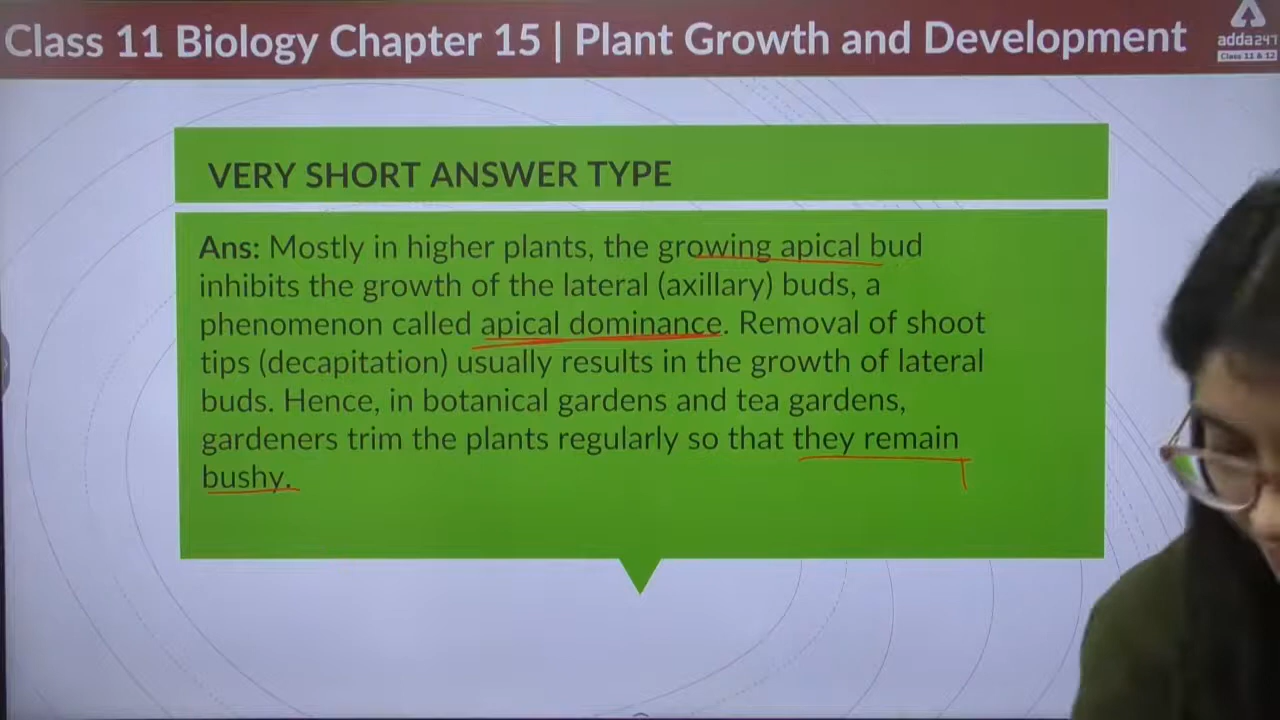 Class 11 Biology Chapter 15 | Plant Growth and Development
adda247
Class 11 & 12
VERY SHORT ANSWER TYPE
Ans: Mostly in higher plants, the growing apical bud
inhibits the growth of the lateral (axillary) buds, a
phenomenon called apical dominance. Removal of shoot
tips (decapitation) usually results in the growth of lateral
buds. Hence, in botanical gardens and tea gardens,
gardeners trim the plants regularly so that they remain
bushy.